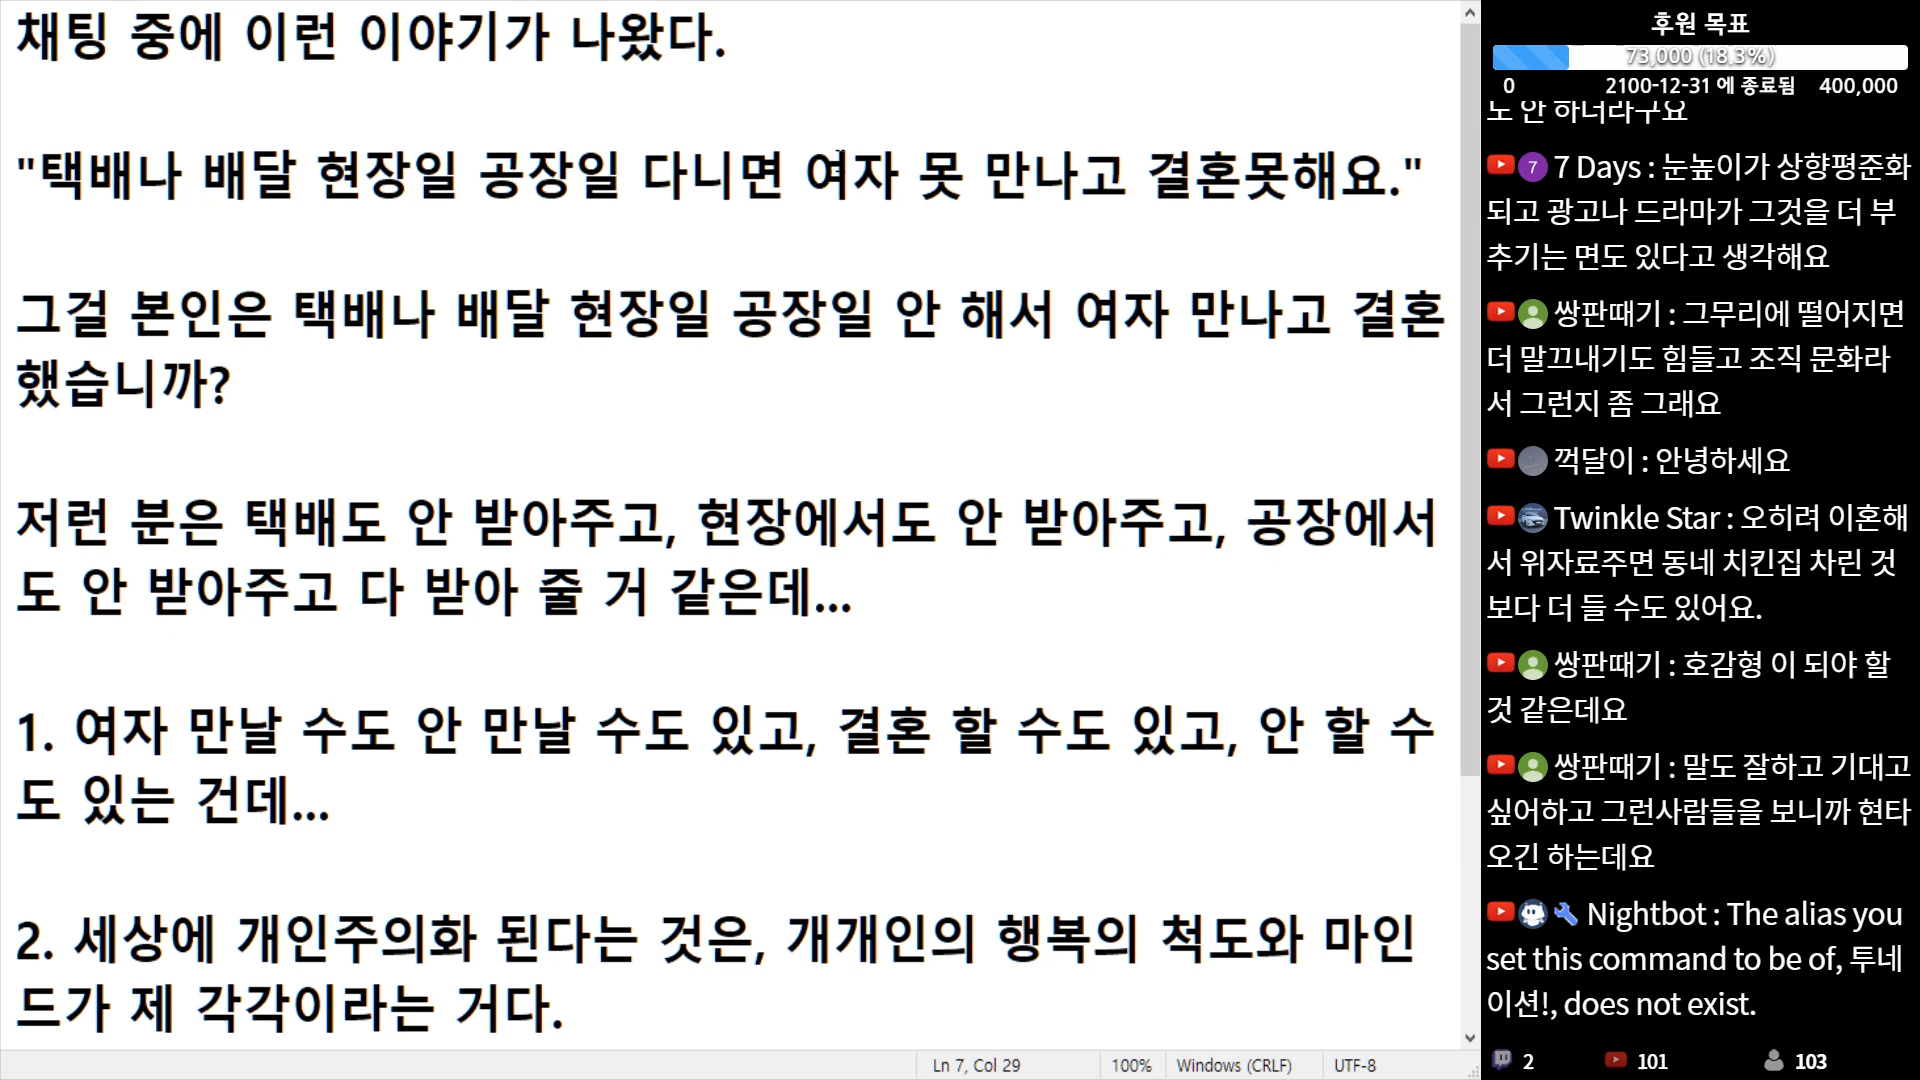 채팅 중에 이런 이야기가 나왔다.
"택배나 배달 현장일 공장일 다니면 여자 못 만나고 결혼못해요."
그걸 본인은 택배나 배달 현장일 공장일 안 해서 여자 만나고 결혼
했습니까?
저런 분은 택배도 안 받아주고, 현장에서도 안 받아주고, 공장에서
도 안 받아주고 다 받아 줄 거 같은데...
1. 여자 만날 수도 안 만날 수도 있고, 결혼 할 수도 있고, 안 할 수
도 있는 건데...
2. 세상에 개인주의화 된다는 것은, 개개인의 행복의 척도와 마인
드가 제 각각이라는 거다.
Ln 7, Col 29
100%
Windows (CRLF)
UTF-8
후원 목표
73,000 (18.3%)
0 2100-12-31 에 종료됨 400,000
도 안 하더라구요
7 7 Days : 눈높이가 상향평준화
되고 광고나 드라마가 그것을 더 부
추기는 면도 있다고 생각해요
쌍판때기 : 그무리에 떨어지면
더 말끄내기도 힘들고 조직 문화라
서 그런지 좀 그래요
꺽달이 : 안녕하세요
Twinkle Star : 오히려 이혼해
서 위자료주면 동네 치킨집 차린 것
보다 더 들 수도 있어요.
쌍판때기 : 호감형 이 되야 할
것 같은데요
쌍판때기 : 말도 잘하고 기대고
싶어하고 그런사람들을 보니까 현타
오긴 하는데요
Nightbot : The alias you
set this command to be of, 투네
이션!, does not exist.
2 101 103